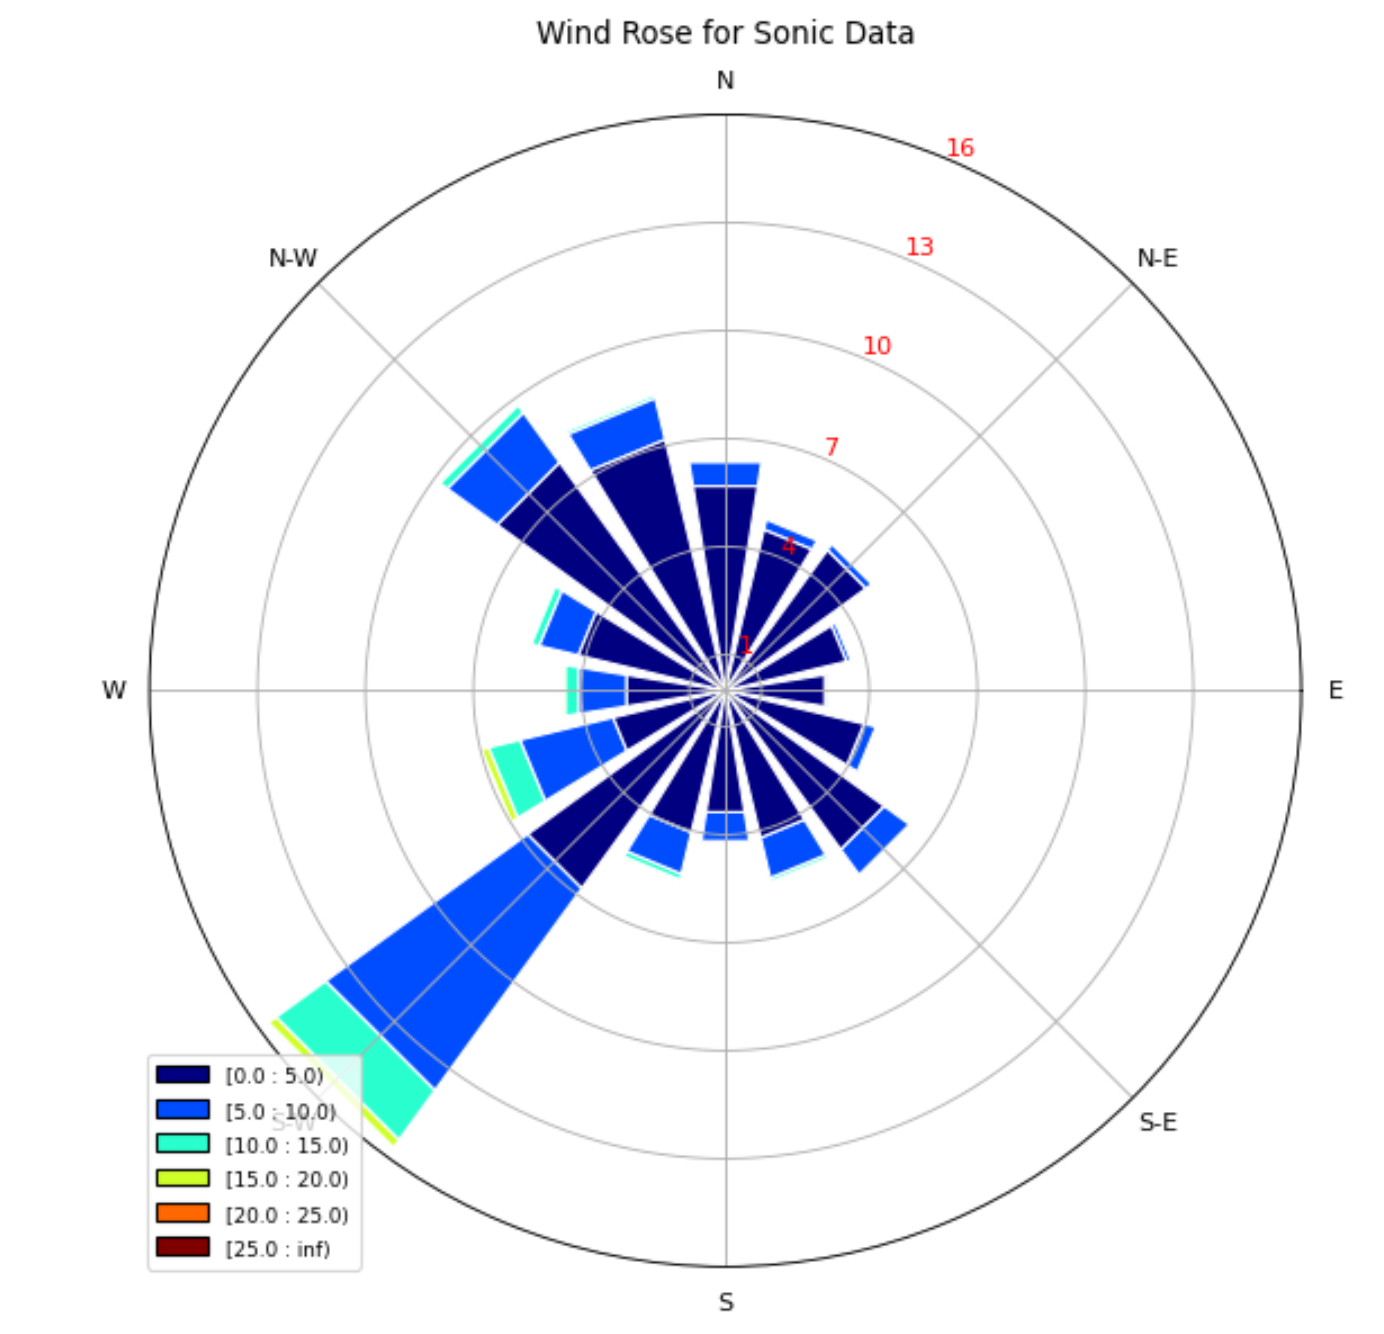 Wind Rose for Sonic Data
N
16
13
N-W
N-E
10
7
4
1
W
E
[0.0 : 5.0)
[5.0 : 10.0)
S-W
S-E
[10.0 : 15.0)
[15.0 : 20.0)
[20.0 : 25.0)
[25.0 : inf)
S